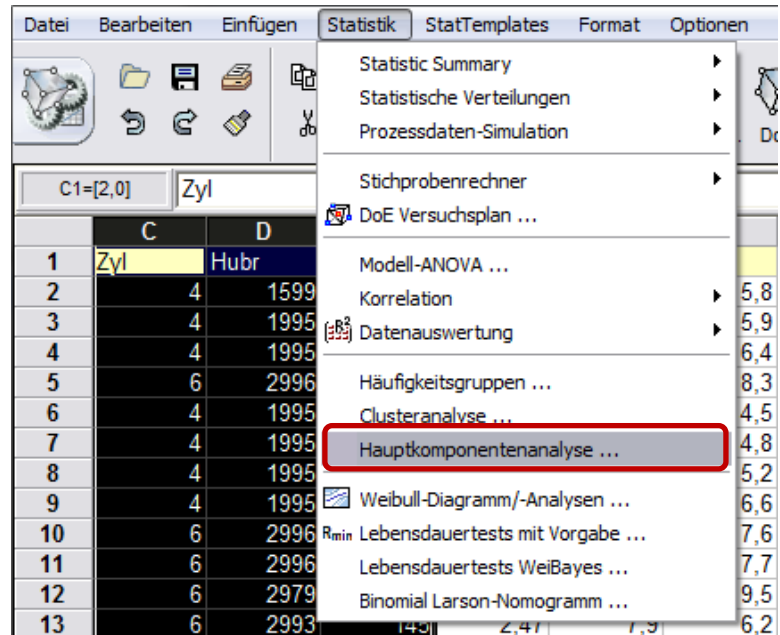 Datei Bearbeiten Einfügen Statistik StatTemplates Format Optionen
Statistic Summary
Statistische Verteilungen
Prozessdaten-Simulation
Stichprobenrechner
DoE Versuchsplan ...
Modell-ANOVA ...
Korrelation
Datenauswertung
Häufigkeitsgruppen ...
Clusteranalyse ...
Hauptkomponentenanalyse ...
Weibull-Diagramm/-Analysen ...
Rmin Lebensdauertests mit Vorgabe ...
Lebensdauertests WeiBayes ...
Binomial Larson-Nomogramm ...
C1=[2,0] Zyl
C D
1 Zyl Hubr
2 4 1599 5,8
3 4 1995 5,9
4 4 1995 6,4
5 6 2996 8,3
6 4 1995 4,5
7 4 1995 4,8
8 4 1995 5,2
9 4 1995 6,6
10 6 2996 7,6
11 6 2996 7,7
12 6 2979 9,5
13 6 2993 145 2,47 7,9 6,2